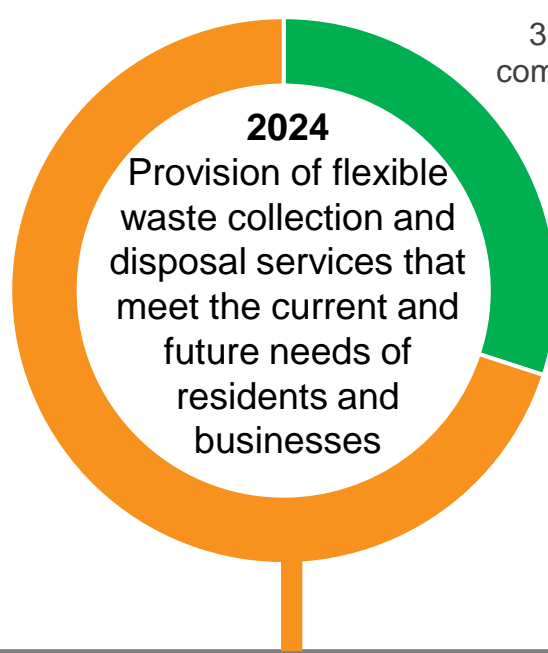 2024
Provision of flexible
waste collection and
disposal services that
meet the current and
future needs of
residents and
businesses